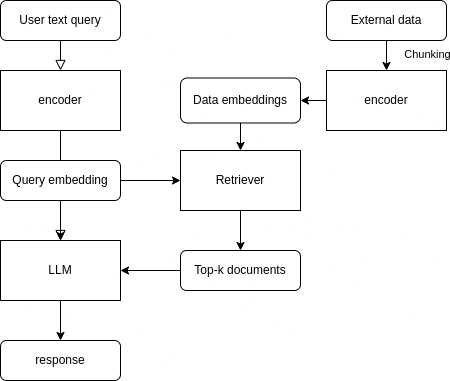 User text query
External data
Chunking
encoder
Data embeddings
encoder
Query embedding
Retriever
LLM
Top-k documents
response